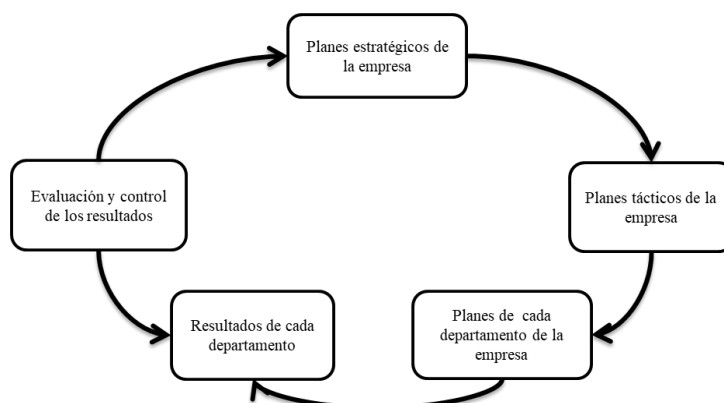 Planes estratégicos de
la empresa
Evaluación y control
de los resultados
Planes tácticos de la
empresa
Resultados de cada
departamento
Planes de cada
departamento de la
empresa